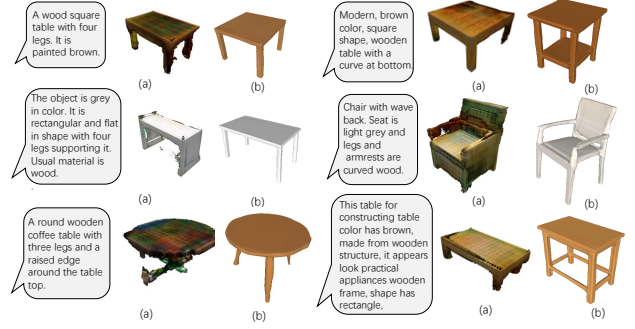 A wood square
table with four
legs. It is
painted brown.
(a)
(b)
Modern, brown
color, square
shape, wooden
table with a
curve at bottom.
(a)
(b)
The object is grey
in color. It is
rectangular and flat
in shape with four
legs supporting it.
Usual material is
wood.
.
(a)
(b)
Chair with wave
back. Seat is
light grey and
legs and
armrests are
curved wood.
(a)
(b)
A round wooden
coffee table with
three legs and a
raised edge
around the table
top.
(a)
(b)
This table for
constructing table
color has brown,
made from wooden
structure, it appears
look practical
appliances wooden
frame, shape has
rectangle,
(a)
(b)